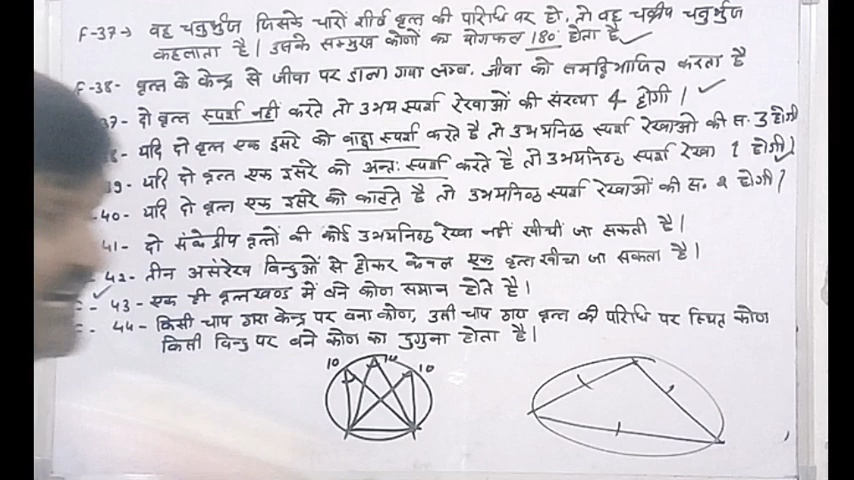 F-37→ वह चतुर्भुज जिसके चारों शीर्ष वृत्त की परिधि पर हो, तो वह चक्रीय चतुर्भुज
कहलाता है। उसके सम्मुख कोणों का योगफल 180° होता है
F-38- वृत्त के केन्द्र से जीवा पर डाला गया लम्ब, जीवा को समद्विभाजित करता है
37- दो वृत्त स्पर्श नहीं करते तो उभय स्पर्श रेखाओं की संख्या 4 होगी।
38- यदि दो वृत्त एक दूसरे को बाह्य स्पर्श करते है तो उभयनिष्ठ स्पर्श रेखाओ की सं. 3 होगी
39- यदि दो वृत्त एक दूसरे को अन्तः स्पर्श करते है तो उभयनिष्ठ स्पर्श रेखा 1 होगी।
-40- यदि दो वृत्त एक दूसरे को काटते है तो उभयनिष्ठ स्पर्श रेखाओं की सं. 2 होगी।
41- दो संकेन्द्रीय वृत्तों की कोई उभयनिष्ठ रेखा नहीं खीची जा सकती है।
- 42- तीन असंरेख बिन्दुओं से होकर केवल एक वृत्त खीचा जा सकता है।
- 43- एक ही वृत्तखण्ड में बने कोण समान होते है।
- 44- किसी चाप द्वारा केन्द्र पर बना कोण, उसी चाप द्वारा वृत्त की परिधि पर स्थित कोण
किसी बिन्दु पर बने कोण का दुगुना होता है।
10 10 10